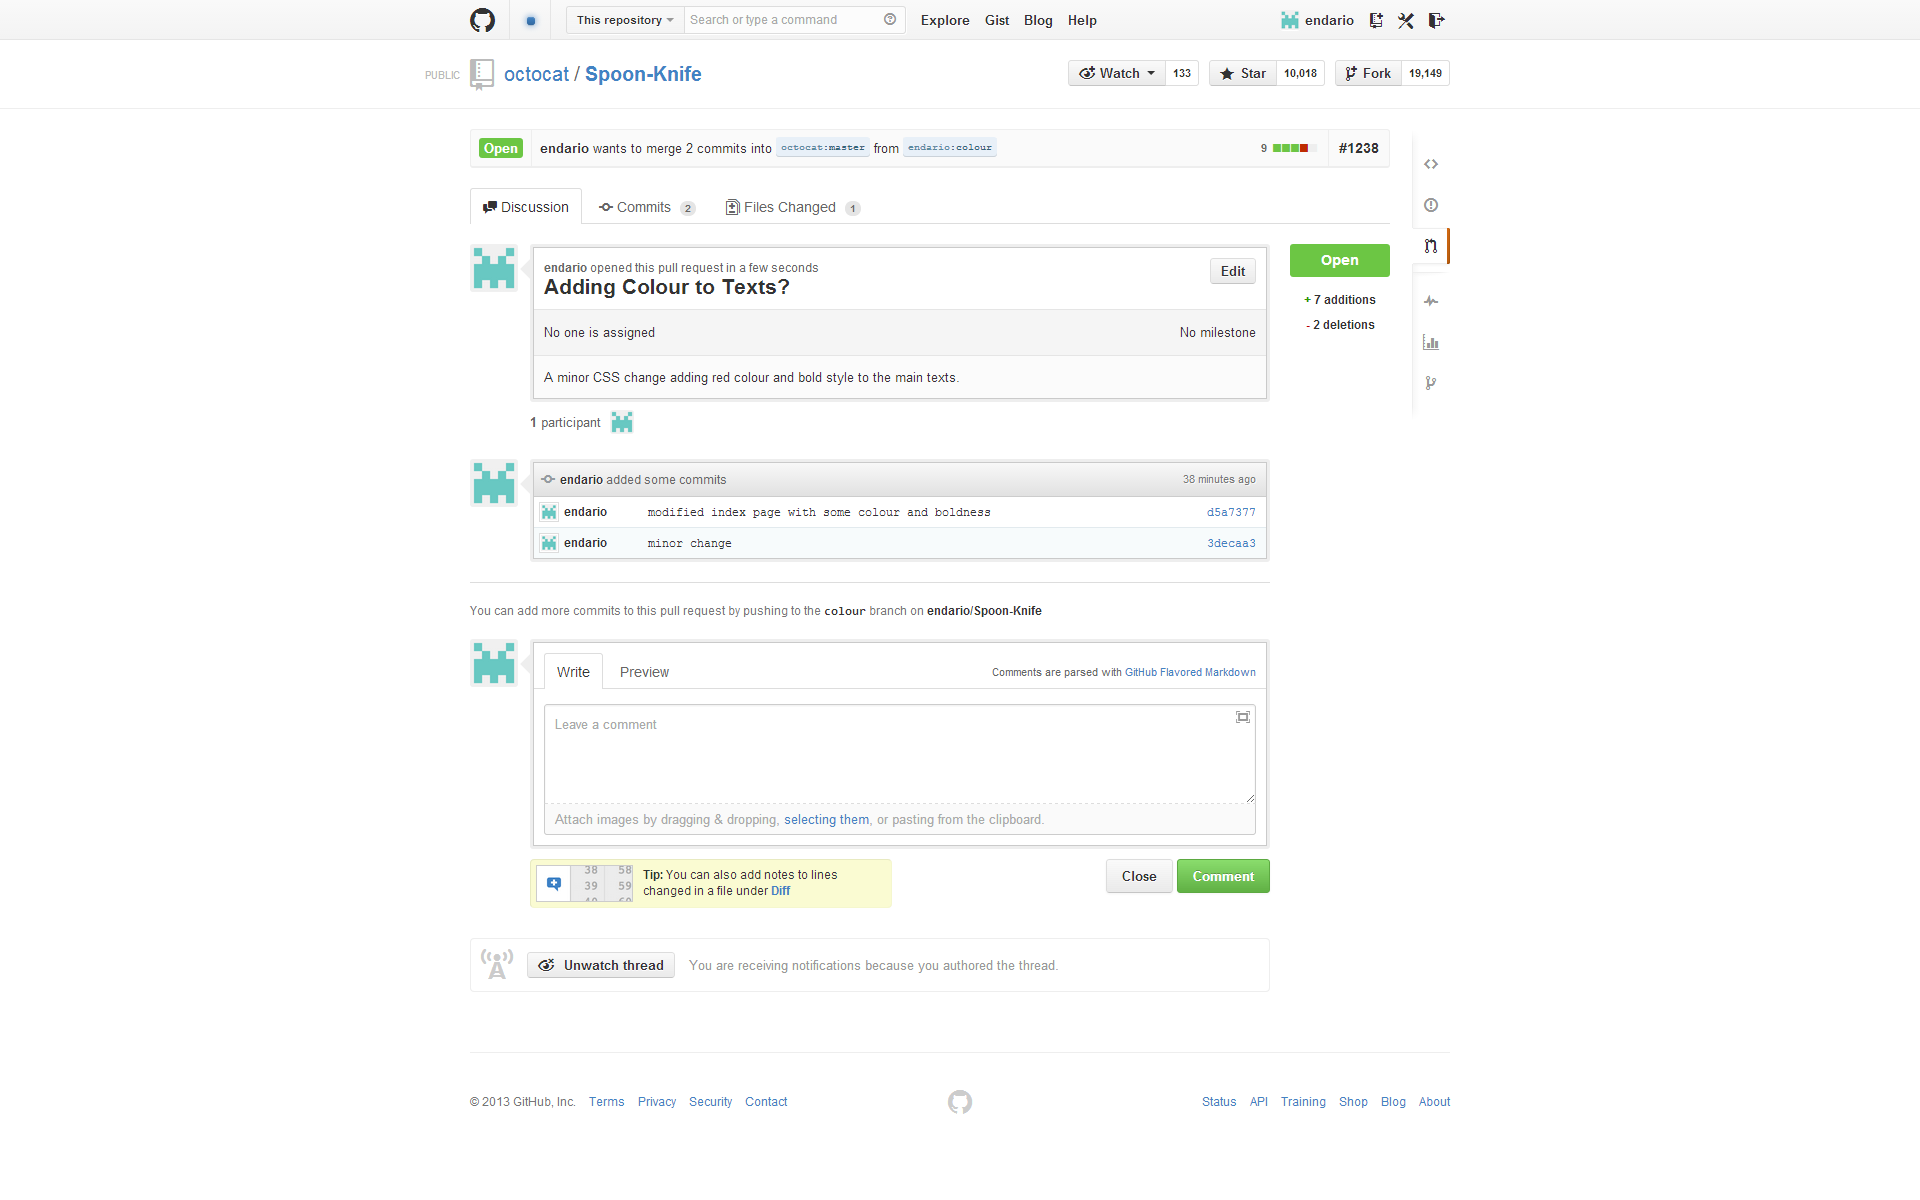 This repository Search or type a command Explore Gist Blog Help endario
PUBLIC octocat / Spoon-Knife Watch 133 Star 10,018 Fork 19,149
Open endario wants to merge 2 commits into octocat:master from endario:colour 9 #1238
Discussion Commits 2 Files Changed 1
endario opened this pull request in a few seconds
Adding Colour to Texts?
Edit
Open
+ 7 additions
- 2 deletions
No one is assigned No milestone
A minor CSS change adding red colour and bold style to the main texts.
1 participant
endario added some commits 38 minutes ago
endario modified index page with some colour and boldness d5a7377
endario minor change 3decaa3
You can add more commits to this pull request by pushing to the colour branch on endario/Spoon-Knife
Write Preview Comments are parsed with GitHub Flavored Markdown
Leave a comment
Attach images by dragging & dropping, selecting them, or pasting from the clipboard.
38 58
39 59
40 60
Tip: You can also add notes to lines
changed in a file under Diff
Close Comment
Unwatch thread You are receiving notifications because you authored the thread.
© 2013 GitHub, Inc. Terms Privacy Security Contact Status API Training Shop Blog About